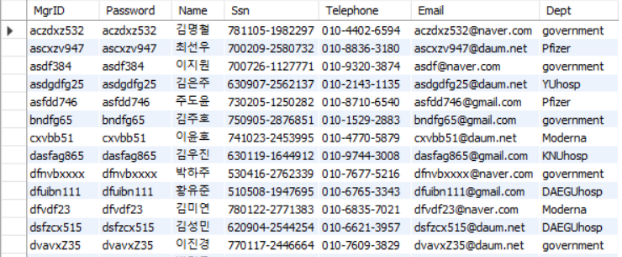 MgrID Password Name Ssn Telephone Email Dept
aczdxz532 aczdxz532 김명철 781105-1982297 010-4402-6594 aczdxz532@naver.com government
ascxzv947 ascxzv947 최선우 700209-2580732 010-8836-3180 ascxzv947@daum.net Pfizer
asdf384 asdf384 이지원 700726-1127771 010-9320-3874 asdf@naver.com government
asdgdfg25 asdgdfg25 김은주 630907-2562137 010-2143-1135 asdgdfg25@daum.net YUhosp
asfdd746 asfdd746 주도윤 730205-1250282 010-8710-6540 asfdd746@gmail.com Pfizer
bndfg65 bndfg65 김주호 750905-2876851 010-1529-2883 bndfg65@gmail.com government
cxvbb51 cxvbb51 이윤호 741023-2453995 010-4770-5879 cxvbb51@daum.net Moderna
dasfag865 dasfag865 김우진 630119-1644912 010-9744-3008 dasfag865@gmail.com KNUhosp
dfnvbxxxx dfnvbxxxx 박하주 530416-2762339 010-7677-5216 dfnvbxxxx@naver.com government
dfuibn111 dfuibn111 황유준 510508-1947695 010-6765-3343 dfuibn111@gmail.com DAEGUhosp
dfvdf23 dfvdf23 김미연 780122-2771383 010-6835-7021 dfvdf23@naver.com Moderna
dsfzcx515 dsfzcx515 김성민 620904-2544254 010-6621-3957 dsfzcx515@daum.net DAEGUhosp
dvavxZ35 dvavxZ35 이진경 770117-2446664 010-7609-3829 dvavxZ35@daum.net government